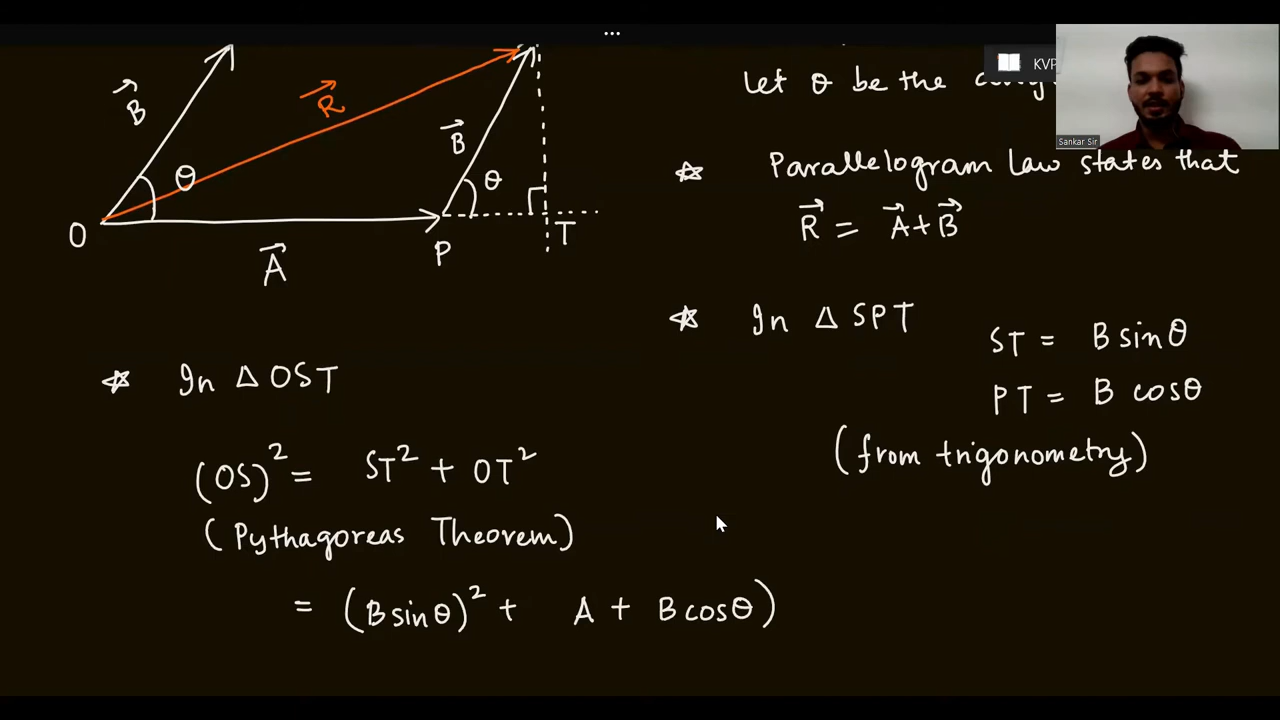 B
R
B
θ
θ
O
P
T
A
KVP
Sankar Sir
let θ be the
☆ Parallelogram law states that
R = A+B
☆ In Δ SPT
ST = B sinθ
PT = B cosθ
(from trigonometry)
☆ In Δ OST
(OS)² = ST² + OT²
(Pythagoreas Theorem)
= (Bsinθ)² + A + B cosθ)